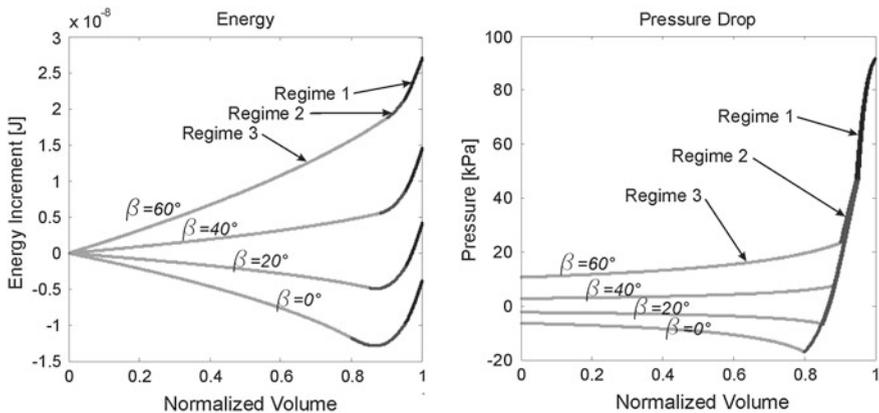 Energy
x 10⁻⁸
3
2.5
2
1.5
1
0.5
0
-0.5
-1
-1.5
Energy Increment [J]
Regime 1
Regime 2
Regime 3
β=60°
β=40°
β=20°
β=0°
0 0.2 0.4 0.6 0.8 1
Normalized Volume
Pressure Drop
100
80
60
40
20
0
-20
Pressure [kPa]
Regime 1
Regime 2
Regime 3
β=60°
β=40°
β=20°
β=0°
0 0.2 0.4 0.6 0.8 1
Normalized Volume